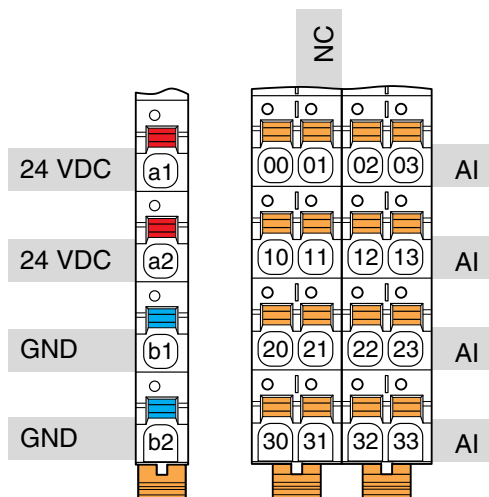 NC
24 VDC a1 00 01 02 03 AI
24 VDC a2 10 11 12 13 AI
GND b1 20 21 22 23 AI
GND b2 30 31 32 33 AI